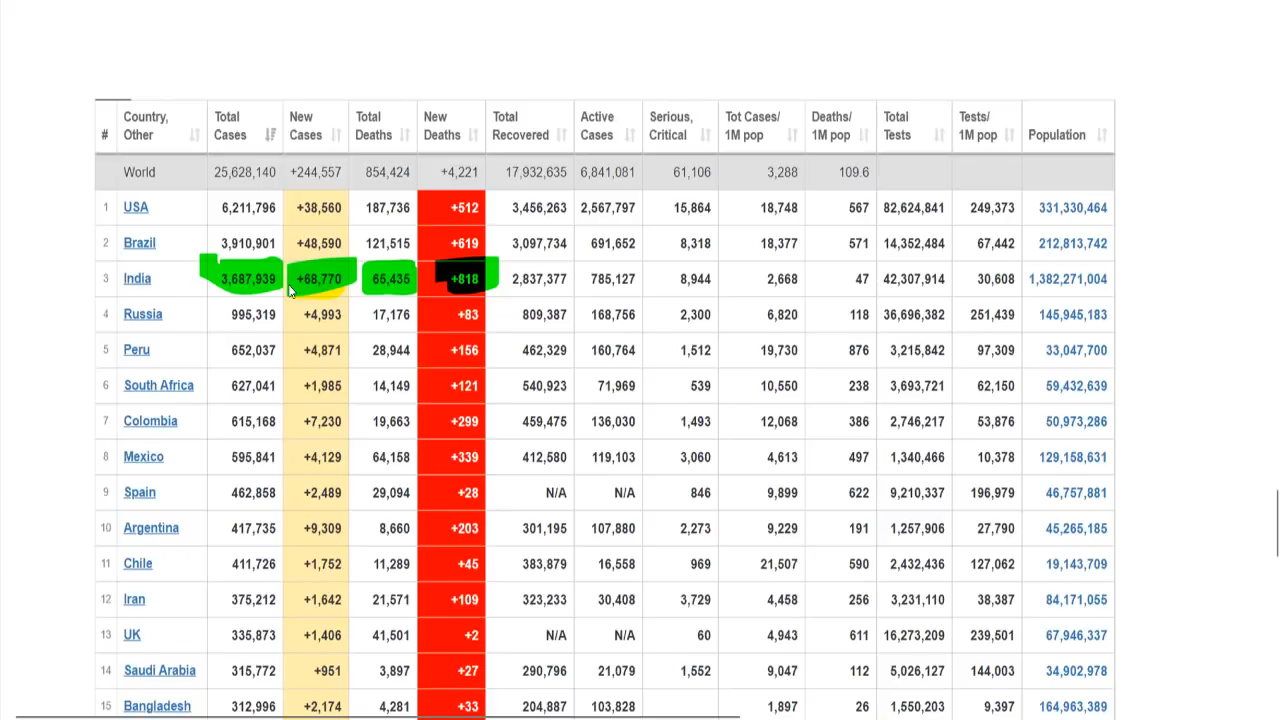 # Country, Other Total Cases New Cases Total Deaths New Deaths Total Recovered Active Cases Serious, Critical Tot Cases/ 1M pop Deaths/ 1M pop Total Tests Tests/ 1M pop Population
World 25,628,140 +244,557 854,424 +4,221 17,932,635 6,841,081 61,106 3,288 109.6
1 USA 6,211,796 +38,560 187,736 +512 3,456,263 2,567,797 15,864 18,748 567 82,624,841 249,373 331,330,464
2 Brazil 3,910,901 +48,590 121,515 +619 3,097,734 691,652 8,318 18,377 571 14,352,484 67,442 212,813,742
3 India 3,687,939 +68,770 65,435 +818 2,837,377 785,127 8,944 2,668 47 42,307,914 30,608 1,382,271,004
4 Russia 995,319 +4,993 17,176 +83 809,387 168,756 2,300 6,820 118 36,696,382 251,439 145,945,183
5 Peru 652,037 +4,871 28,944 +156 462,329 160,764 1,512 19,730 876 3,215,842 97,309 33,047,700
6 South Africa 627,041 +1,985 14,149 +121 540,923 71,969 539 10,550 238 3,693,721 62,150 59,432,639
7 Colombia 615,168 +7,230 19,663 +299 459,475 136,030 1,493 12,068 386 2,746,217 53,876 50,973,286
8 Mexico 595,841 +4,129 64,158 +339 412,580 119,103 3,060 4,613 497 1,340,466 10,378 129,158,631
9 Spain 462,858 +2,489 29,094 +28 N/A N/A 846 9,899 622 9,210,337 196,979 46,757,881
10 Argentina 417,735 +9,309 8,660 +203 301,195 107,880 2,273 9,229 191 1,257,906 27,790 45,265,185
11 Chile 411,726 +1,752 11,289 +45 383,879 16,558 969 21,507 590 2,432,436 127,062 19,143,709
12 Iran 375,212 +1,642 21,571 +109 323,233 30,408 3,729 4,458 256 3,231,110 38,387 84,171,055
13 UK 335,873 +1,406 41,501 +2 N/A N/A 60 4,943 611 16,273,209 239,501 67,946,337
14 Saudi Arabia 315,772 +951 3,897 +27 290,796 21,079 1,552 9,047 112 5,026,127 144,003 34,902,978
15 Bangladesh 312,996 +2,174 4,281 +33 204,887 103,828 1,897 26 1,550,203 9,397 164,963,389